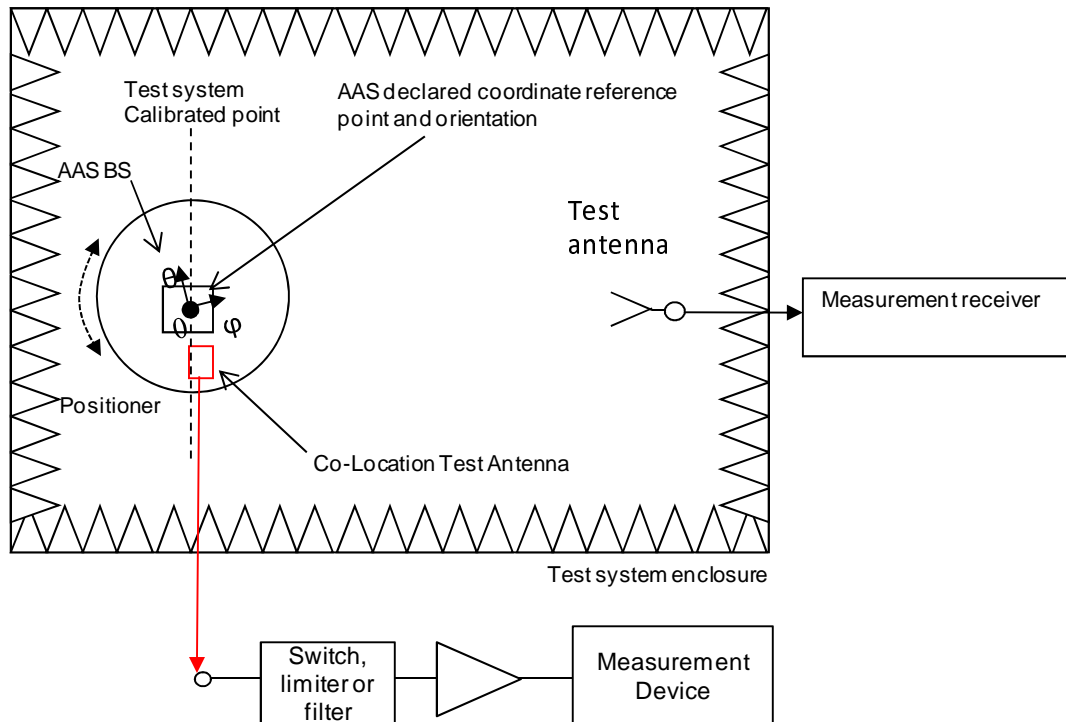 Test system
Calibrated point
AAS declared coordinate reference
point and orientation
AAS BS
Test
antenna
θ
0
φ
Measurement receiver
Positioner
Co-Location Test Antenna
Test system enclosure
Switch,
limiter or
filter
Measurement
Device